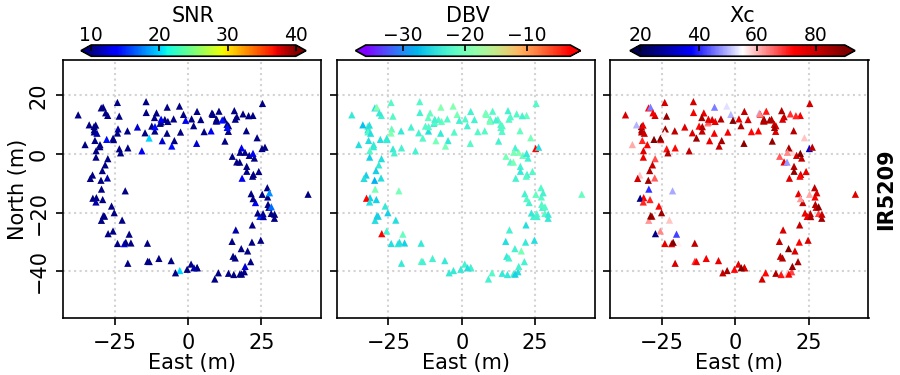 SNR DBV Xc
10 20 30 40 −30 −20 −10 20 40 60 80
20
0
−20
−40
North (m)
−25 0 25 −25 0 25 −25 0 25
East (m) East (m) East (m)
IR5209